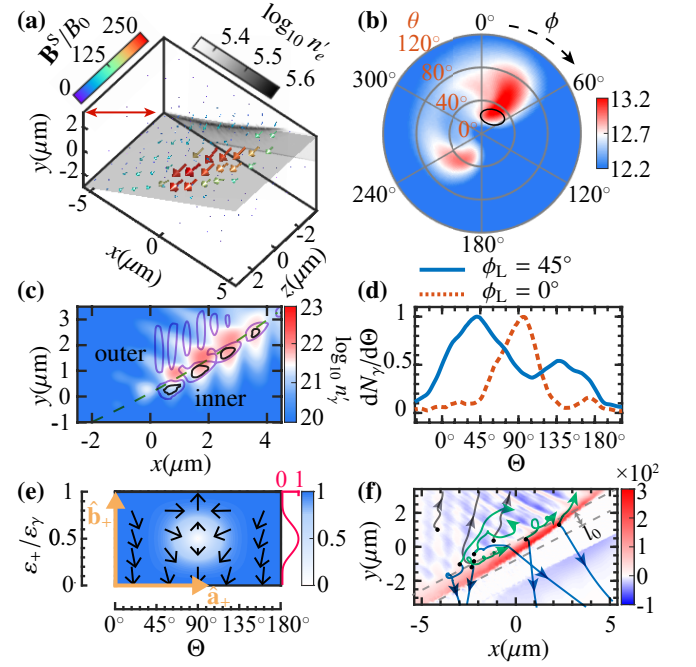 (a)
B^S/B_0
0
125
250
log_10 n'_e
5.4
5.5
5.6
y(μm)
2
0
-2
-5
0
5
x(μm)
2
0
-2
z(μm)
(b)
θ
0°
ϕ
120°
80°
40°
0°
300°
60°
240°
120°
180°
13.2
12.7
12.2
(c)
outer
inner
y(μm)
3
2
1
0
-1
-2
0
2
4
x(μm)
23
22
21
20
log_10 n'_γ
ϕ_L = 45°
ϕ_L = 0°
(d)
dN_γ/dΘ
1
0.5
0
0°
45°
90°
135°
180°
Θ
(e)
ε_+/ε_γ
1
0.5
0
b̂_+
â_+
0 1
1
0.5
0
0°
45°
90°
135°
180°
Θ
(f)
y(μm)
2
0
-2
-5
0
5
x(μm)
l_0
×10^2
3
2
1
0
-1